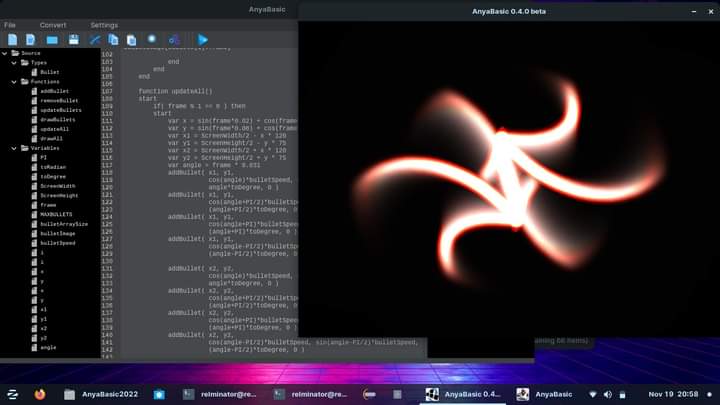 AnyaBasic
AnyaBasic 0.4.0 beta
File Convert Settings
Source
Types
Bullet
Functions
addBullet
removeBullet
updateBullets
drawBullets
updateAll
drawAll
Variables
PI
toRadian
toDegree
ScreenWidth
ScreenHeight
frame
MAXBULLETS
bulletArraySize
bulletImage
bulletSpeed
i
i
x
y
x
y
x1
y1
x2
y2
angle
102
103 end
104 end
105 end
106
107 function updateAll()
108 start
109 if( frame % 1 == 0 ) then
110 start
111 var x = sin(frame*0.02) + cos(frame
112 var y = sin(frame*0.06) + cos(frame
113 var x1 = ScreenWidth/2 - x * 120
114 var y1 = ScreenHeight/2 - y * 75
115 var x2 = ScreenWidth/2 + x * 120
116 var y2 = ScreenHeight/2 + y * 75
117 var angle = frame * 0.031
118 addBullet( x1, y1,
119 cos(angle)*bulletSpeed,
120 angle*toDegree, 0 )
121 addBullet( x1, y1,
122 cos(angle+PI/2)*bulletSp
123 (angle+PI/2)*toDegree, 0
124 addBullet( x1, y1,
125 cos(angle+PI)*bulletSpee
126 (angle+PI)*toDegree, 0 )
127 addBullet( x1, y1,
128 cos(angle-PI/2)*bulletSp
129 (angle-PI/2)*toDegree, 0
130
131 addBullet( x2, y2,
132 cos(angle)*bulletSpeed,
133 angle*toDegree, 0 )
134 addBullet( x2, y2,
135 cos(angle+PI/2)*bulletSp
136 (angle+PI/2)*toDegree, 0
137 addBullet( x2, y2,
138 cos(angle+PI)*bulletSpee
139 (angle+PI)*toDegree, 0 )
140 addBullet( x2, y2,
141 cos(angle-PI/2)*bulletSpeed, sin(angle-PI/2)*bulletSpeed,
142 (angle-PI/2)*toDegree, 0 )
143
AnyaBasic2022 relminator@re... relminator@re... AnyaBasic 0.4... AnyaBasic Nov 19 20:58